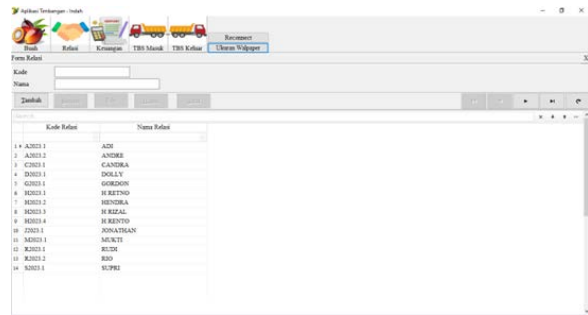 Aplikasi Timbangan - Indah
Reconnect
Buah Relasi Keuangan TBS Masuk TBS Keluar Ukuran Walpaper
Form Relasi X
Kode
Nama
Tambah
Kode Relasi Nama Relasi
1 A2023.1 ADI
2 A2023.2 ANDRE
3 C2023.1 CANDRA
4 D2023.1 DOLLY
5 G2023.1 GORDON
6 H2023.1 H RETNO
7 H2023.2 HENDRA
8 H2023.3 H RIZAL
9 H2023.4 H RENTO
10 J2023.1 JONATHAN
11 M2023.1 MUKTI
12 R2023.1 RUDI
13 R2023.2 RIO
14 S2023.1 SUPRI